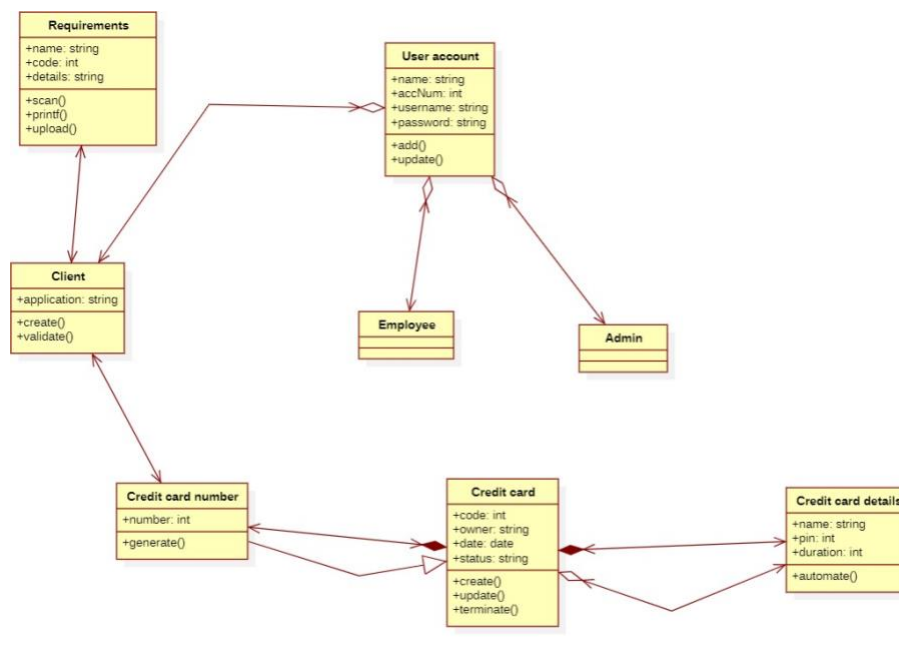 Requirements
+name: string
+code: int
+details: string
+scan()
+printf()
+upload()
User account
+name: string
+accNum: int
+username: string
+password: string
+add()
+update()
Client
+application: string
+create()
+validate()
Employee
Admin
Credit card number
+number: int
+generate()
Credit card
+code: int
+owner: string
+date: date
+status: string
+create()
+update()
+terminate()
Credit card details
+name: string
+pin: int
+duration: int
+automate()